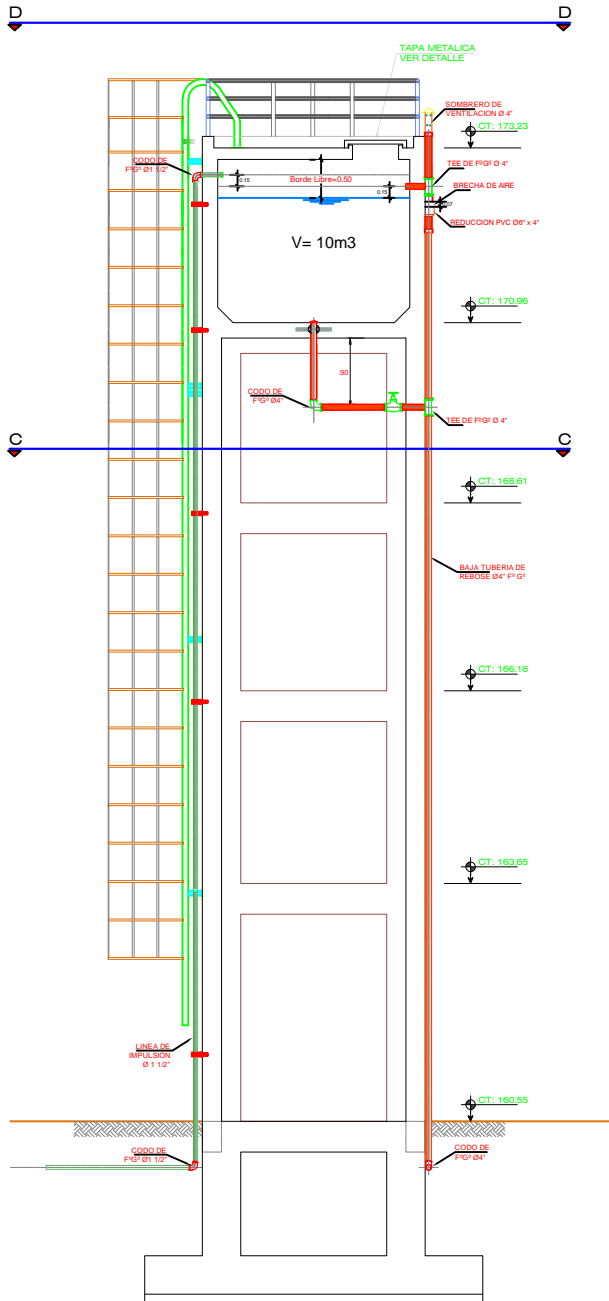 D
D
TAPA METALICA
VER DETALLE
SOMBRERO DE
VENTILACION Ø 4"
CT: 173.23
CODO DE
FºGº Ø1 1/2"
TEE DE FºGº Ø 4"
Borde Libre=0.50
0.15
0.15
BRECHA DE AIRE
0.07
REDUCCION PVC Ø6" x 4"
V= 10m3
CT: 170.96
.90
CODO DE
FºGº Ø4"
TEE DE FºGº Ø 4"
C
C
CT: 168.61
BAJA TUBERIA DE
REBOSE Ø4" Fº Gº
CT: 166.16
CT: 163.65
LINEA DE
IMPULSIÓN
Ø 1 1/2"
CT: 160.55
CODO DE
FºGº Ø1 1/2"
CODO DE
FºGº Ø4"